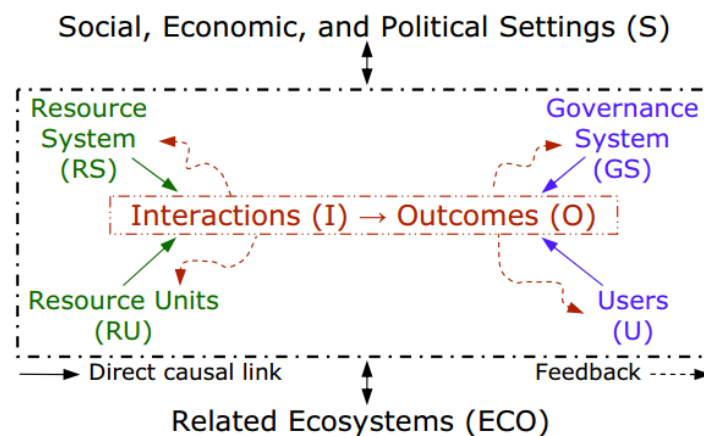 Social, Economic, and Political Settings (S)
Resource
System
(RS)
Governance
System
(GS)
Interactions (I) → Outcomes (O)
Resource Units
(RU)
Users
(U)
Direct causal link
Feedback
Related Ecosystems (ECO)